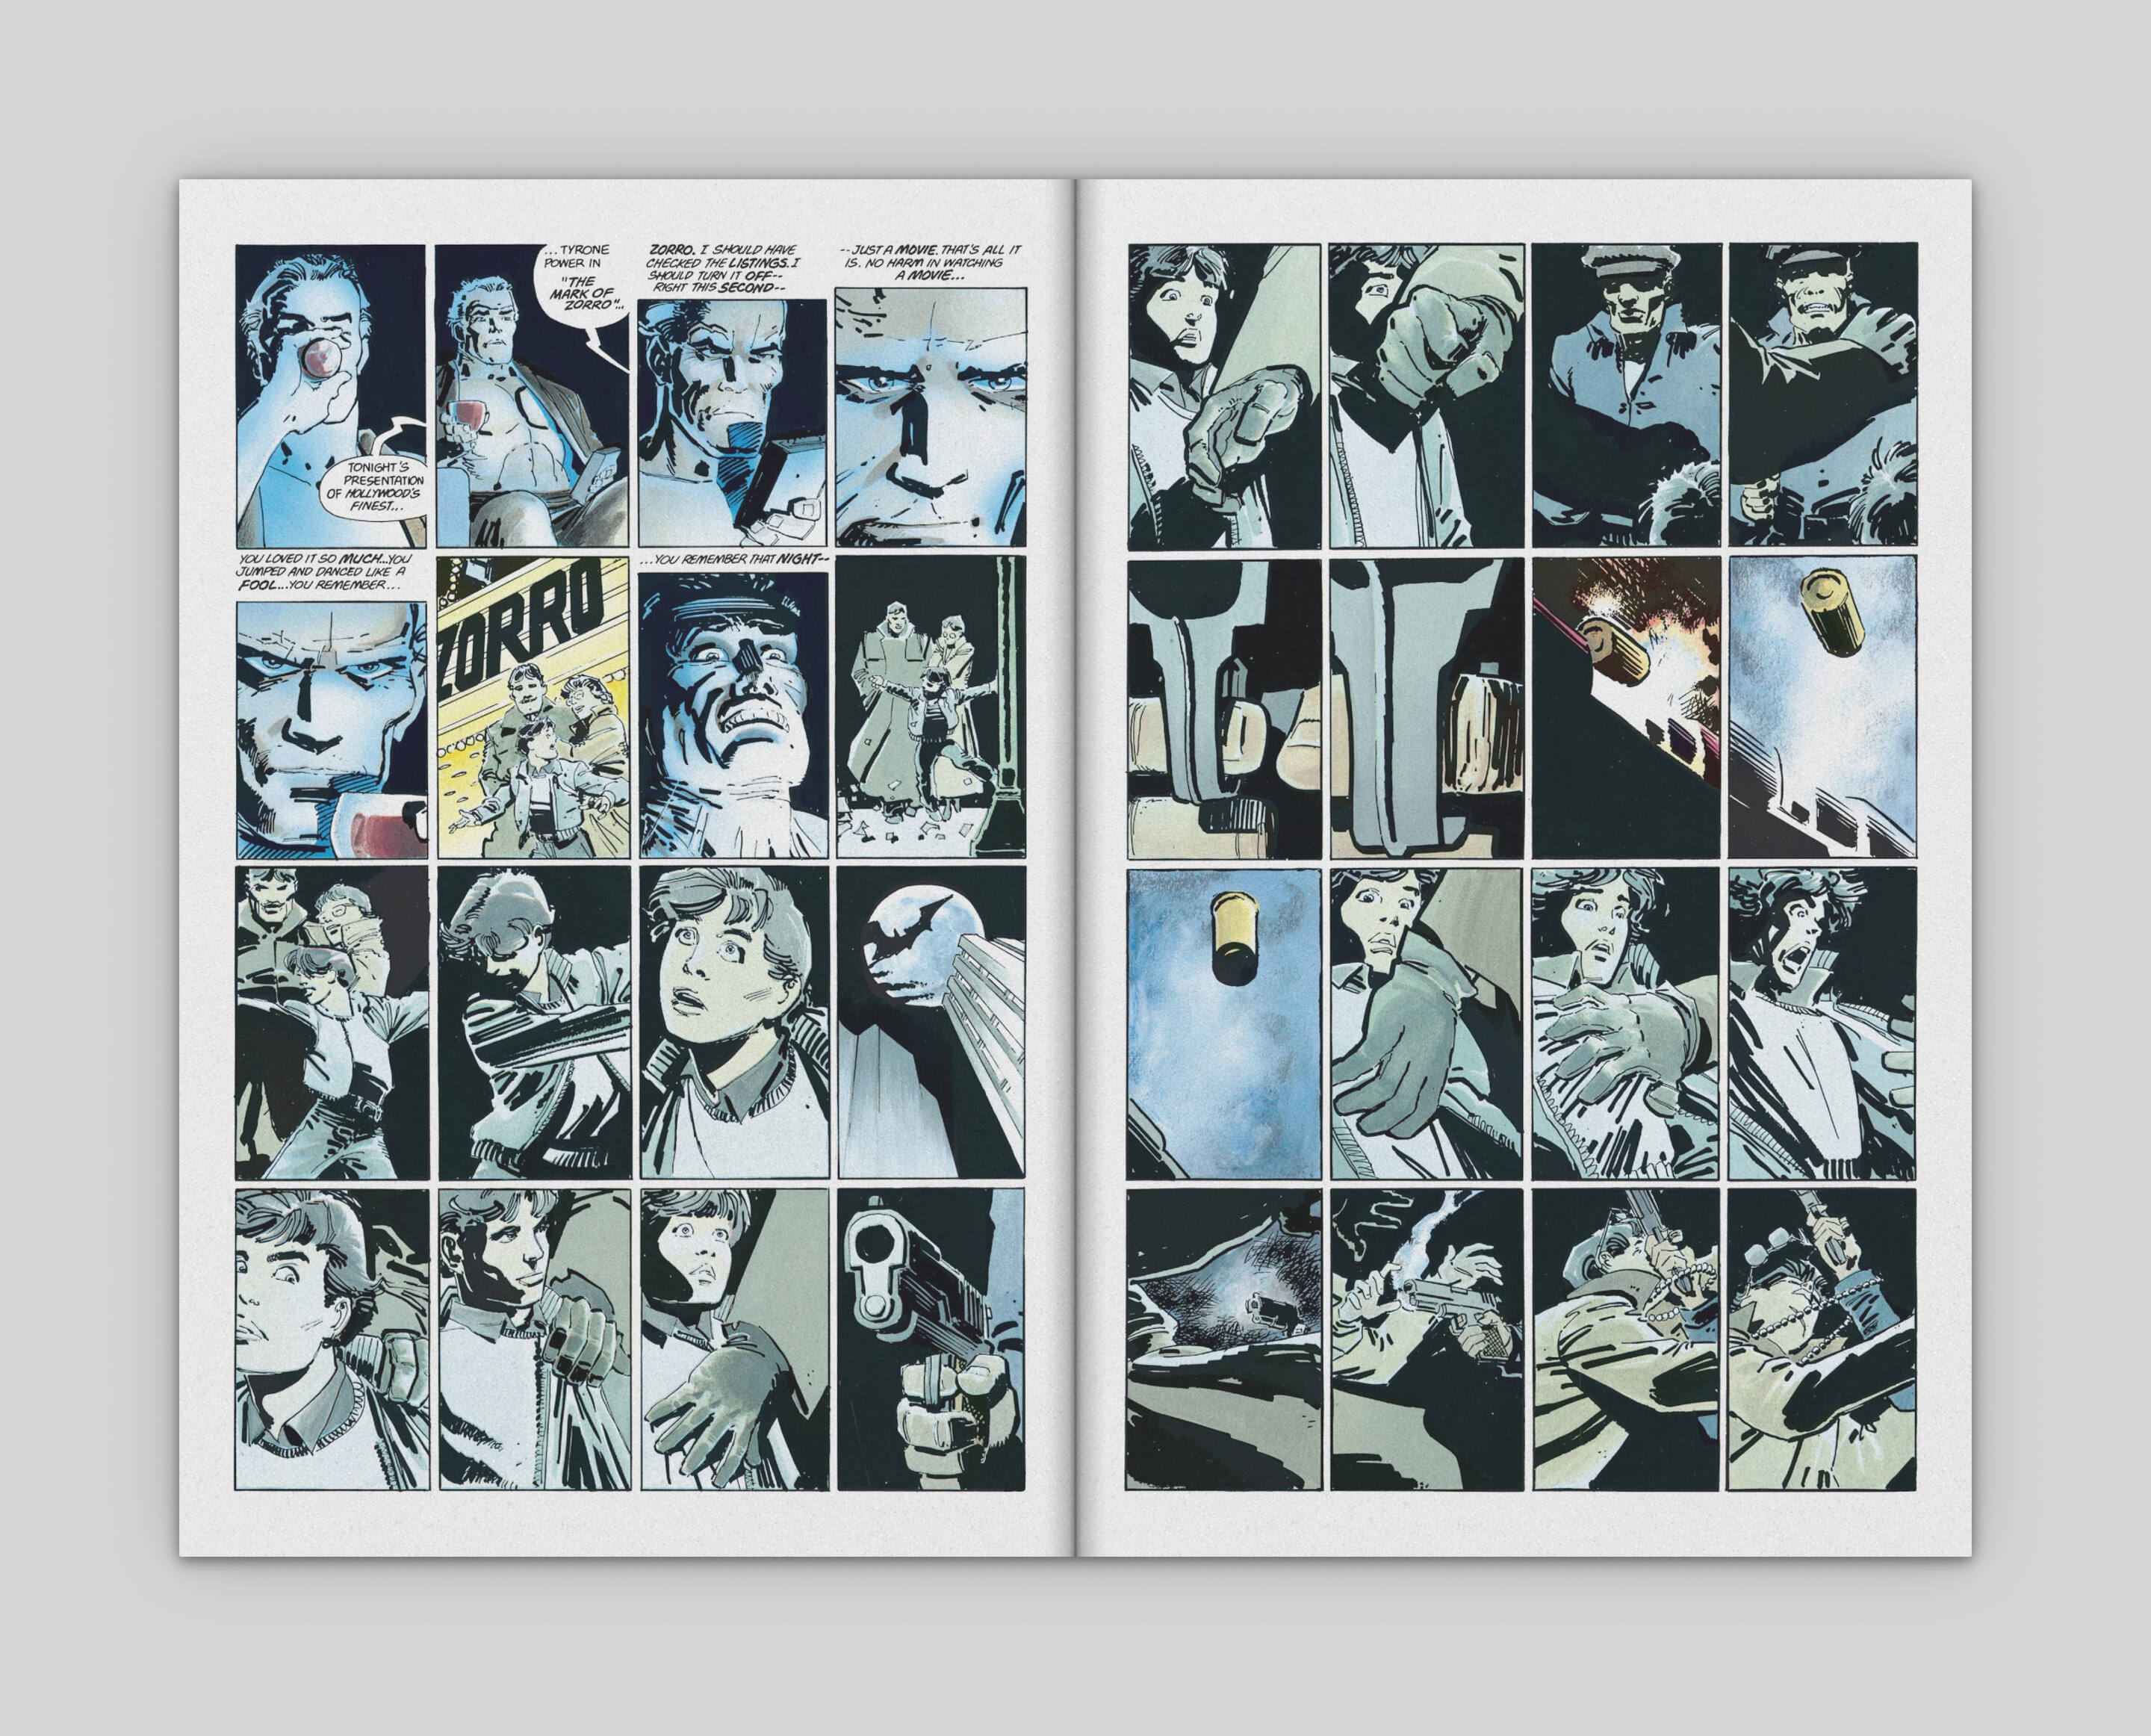 TONIGHT'S
PRESENTATION
OF HOLLYWOOD'S
FINEST...
...TYRONE
POWER IN
"THE
MARK OF
ZORRO"...
ZORRO. I SHOULD HAVE
CHECKED THE LISTINGS. I
SHOULD TURN IT OFF--
RIGHT THIS SECOND--
--JUST A MOVIE. THAT'S ALL IT
IS. NO HARM IN WATCHING
A MOVIE...
YOU LOVED IT SO MUCH...YOU
JUMPED AND DANCED LIKE A
FOOL...YOU REMEMBER...
ZORRO
...YOU REMEMBER THAT NIGHT--